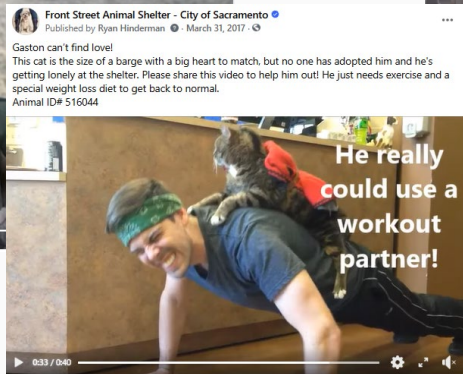 Front Street Animal Shelter - City of Sacramento
Published by Ryan Hinderman · March 31, 2017 ·
Gaston can't find love!
This cat is the size of a barge with a big heart to match, but no one has adopted him and he's
getting lonely at the shelter. Please share this video to help him out! He just needs exercise and a
special weight loss diet to get back to normal.
Animal ID# 516044
He really
could use a
workout
partner!
0:33 / 0:40